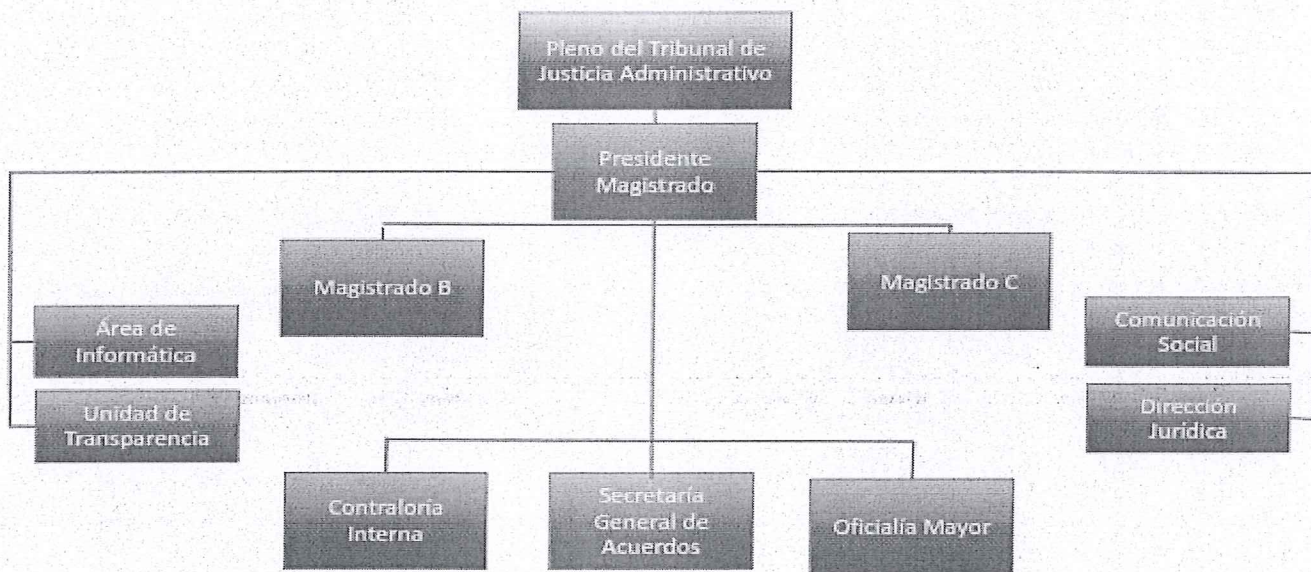 Pleno del Tribunal de
Justicia Administrativo
Presidente
Magistrado
Magistrado B
Magistrado C
Área de
Informática
Comunicación
Social
Unidad de
Transparencia
Dirección
Jurídica
Contraloría
Interna
Secretaría
General de
Acuerdos
Oficialía Mayor